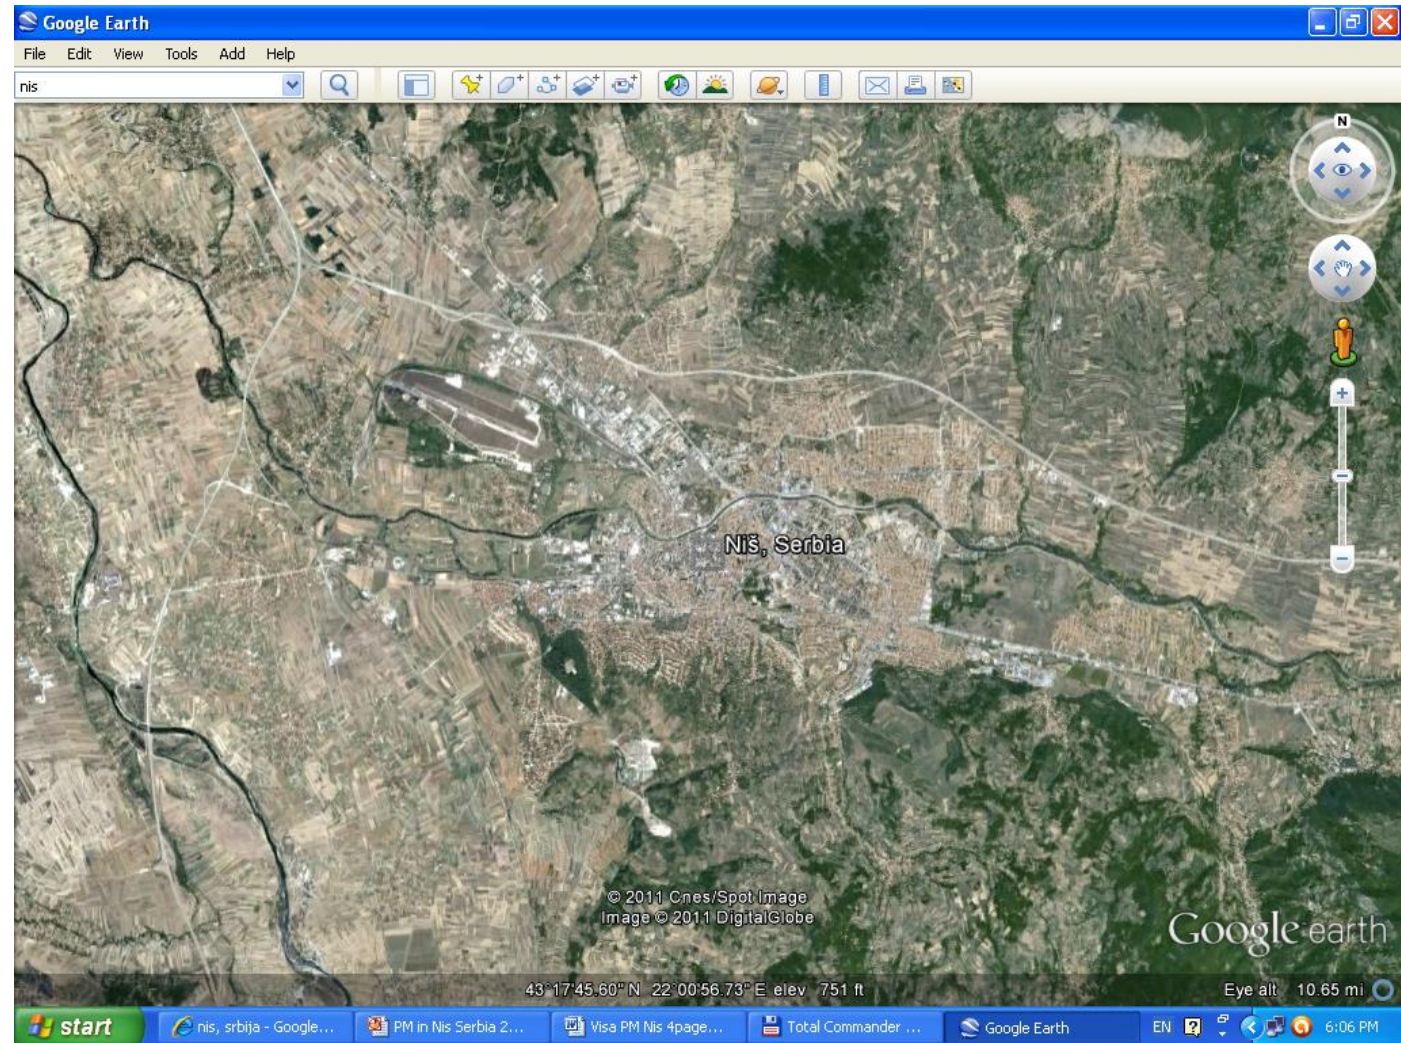 Google Earth
File Edit View Tools Add Help
nis
N
Niš, Serbia
© 2011 Cnes/Spot Image
Image © 2011 DigitalGlobe
Google earth
43°17'45.60" N 22°00'56.73" E elev 751 ft
Eye alt 10.65 mi
start
nis, srbija - Google...
PM in Nis Serbia 2...
Visa PM Nis 4page...
Total Commander ...
Google Earth
EN
6:06 PM